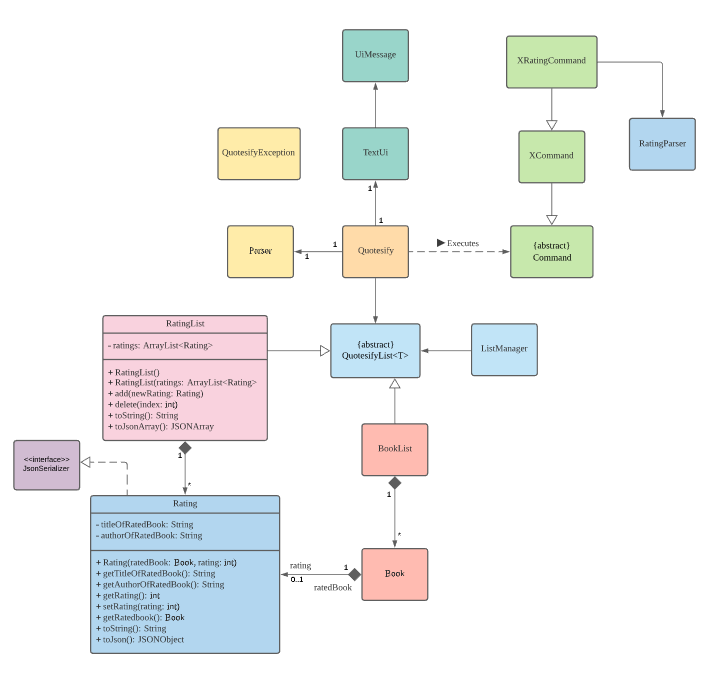 UiMessage
XRatingCommand
QuotesifyException
TextUi
XCommand
RatingParser
1
1
Parser
1
1
Quotesify
Executes
{abstract}
Command
RatingList
- ratings: ArrayList<Rating>
+ RatingList()
+ RatingList(ratings: ArrayList<Rating>
+ add(newRating: Rating)
+ delete(index: int)
+ toString(): String
+ toJsonArray(): JSONArray
{abstract}
QuotesifyList<T>
ListManager
BookList
1
*
<<interface>>
JsonSerializer
1
*
Rating
- titleOfRatedBook: String
- authorOfRatedBook: String
+ Rating(ratedBook: Book, rating: int)
+ getTitleOfRatedBook(): String
+ getAuthorOfRatedBook(): String
+ getRating(): int
+ setRating(rating: int)
+ getRatedbook(): Book
+ toString(): String
+ toJson(): JSONObject
rating
0..1
1
ratedBook
Book